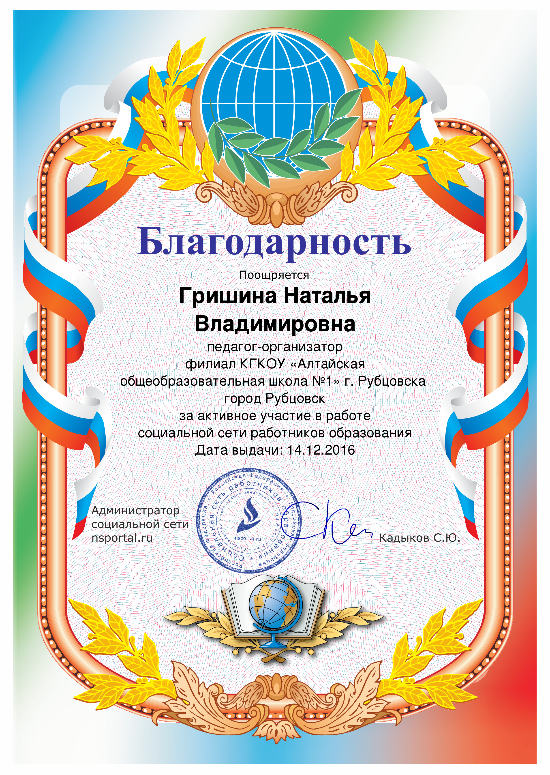 Благодарность
Поощряется
Гришина Наталья
Владимировна
педагог-организатор
филиал КГКОУ «Алтайская
общеобразовательная школа №1» г. Рубцовска
город Рубцовск
за активное участие в работе
социальной сети работников образования
Дата выдачи: 14.12.2016
Администратор
социальной сети
nsportal.ru
Кадыков С.Ю.